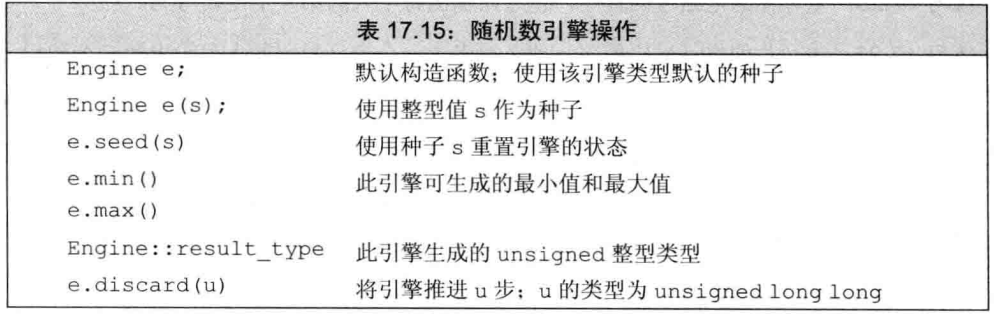 表 17.15：随机数引擎操作
Engine e; 默认构造函数；使用该引擎类型默认的种子
Engine e(s); 使用整型值 s 作为种子
e.seed(s) 使用种子 s 重置引擎的状态
e.min() 此引擎可生成的最小值和最大值
e.max()
Engine::result_type 此引擎生成的 unsigned 整型类型
e.discard(u) 将引擎推进 u 步；u 的类型为 unsigned long long